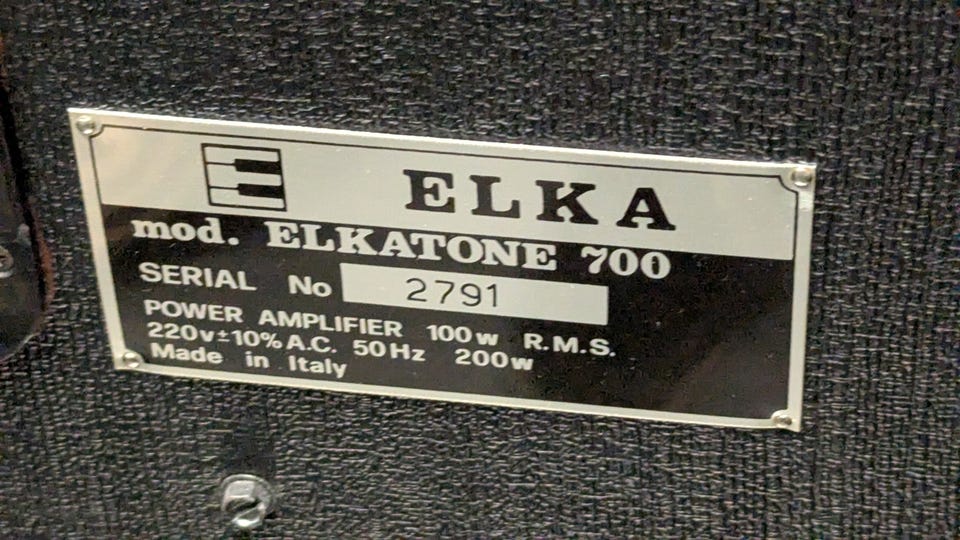 ELKA
mod. ELKATONE 700
SERIAL No 2791
POWER AMPLIFIER 100w R.M.S.
220v±10% A.C. 50Hz 200w
Made in Italy